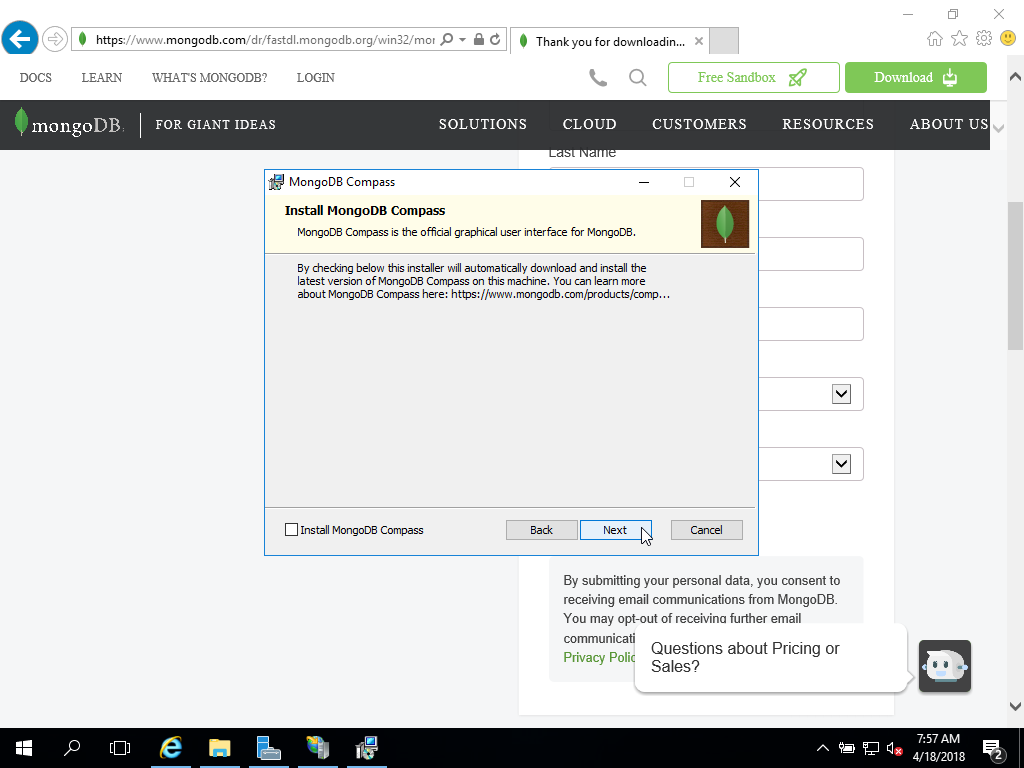 https://www.mongodb.com/dr/fastdl.mongodb.org/win32/mor
Thank you for downloadin...
DOCS
LEARN
WHAT'S MONGODB?
LOGIN
Free Sandbox
Download
mongoDB.
FOR GIANT IDEAS
SOLUTIONS
CLOUD
CUSTOMERS
RESOURCES
ABOUT US
Last Name
MongoDB Compass
Install MongoDB Compass
MongoDB Compass is the official graphical user interface for MongoDB.
By checking below this installer will automatically download and install the
latest version of MongoDB Compass on this machine. You can learn more
about MongoDB Compass here: https://www.mongodb.com/products/comp...
Install MongoDB Compass
Back
Next
Cancel
By submitting your personal data, you consent to
receiving email communications from MongoDB.
You may opt-out of receiving further email
communicati
Privacy Polic
Questions about Pricing or
Sales?
7:57 AM
4/18/2018
2